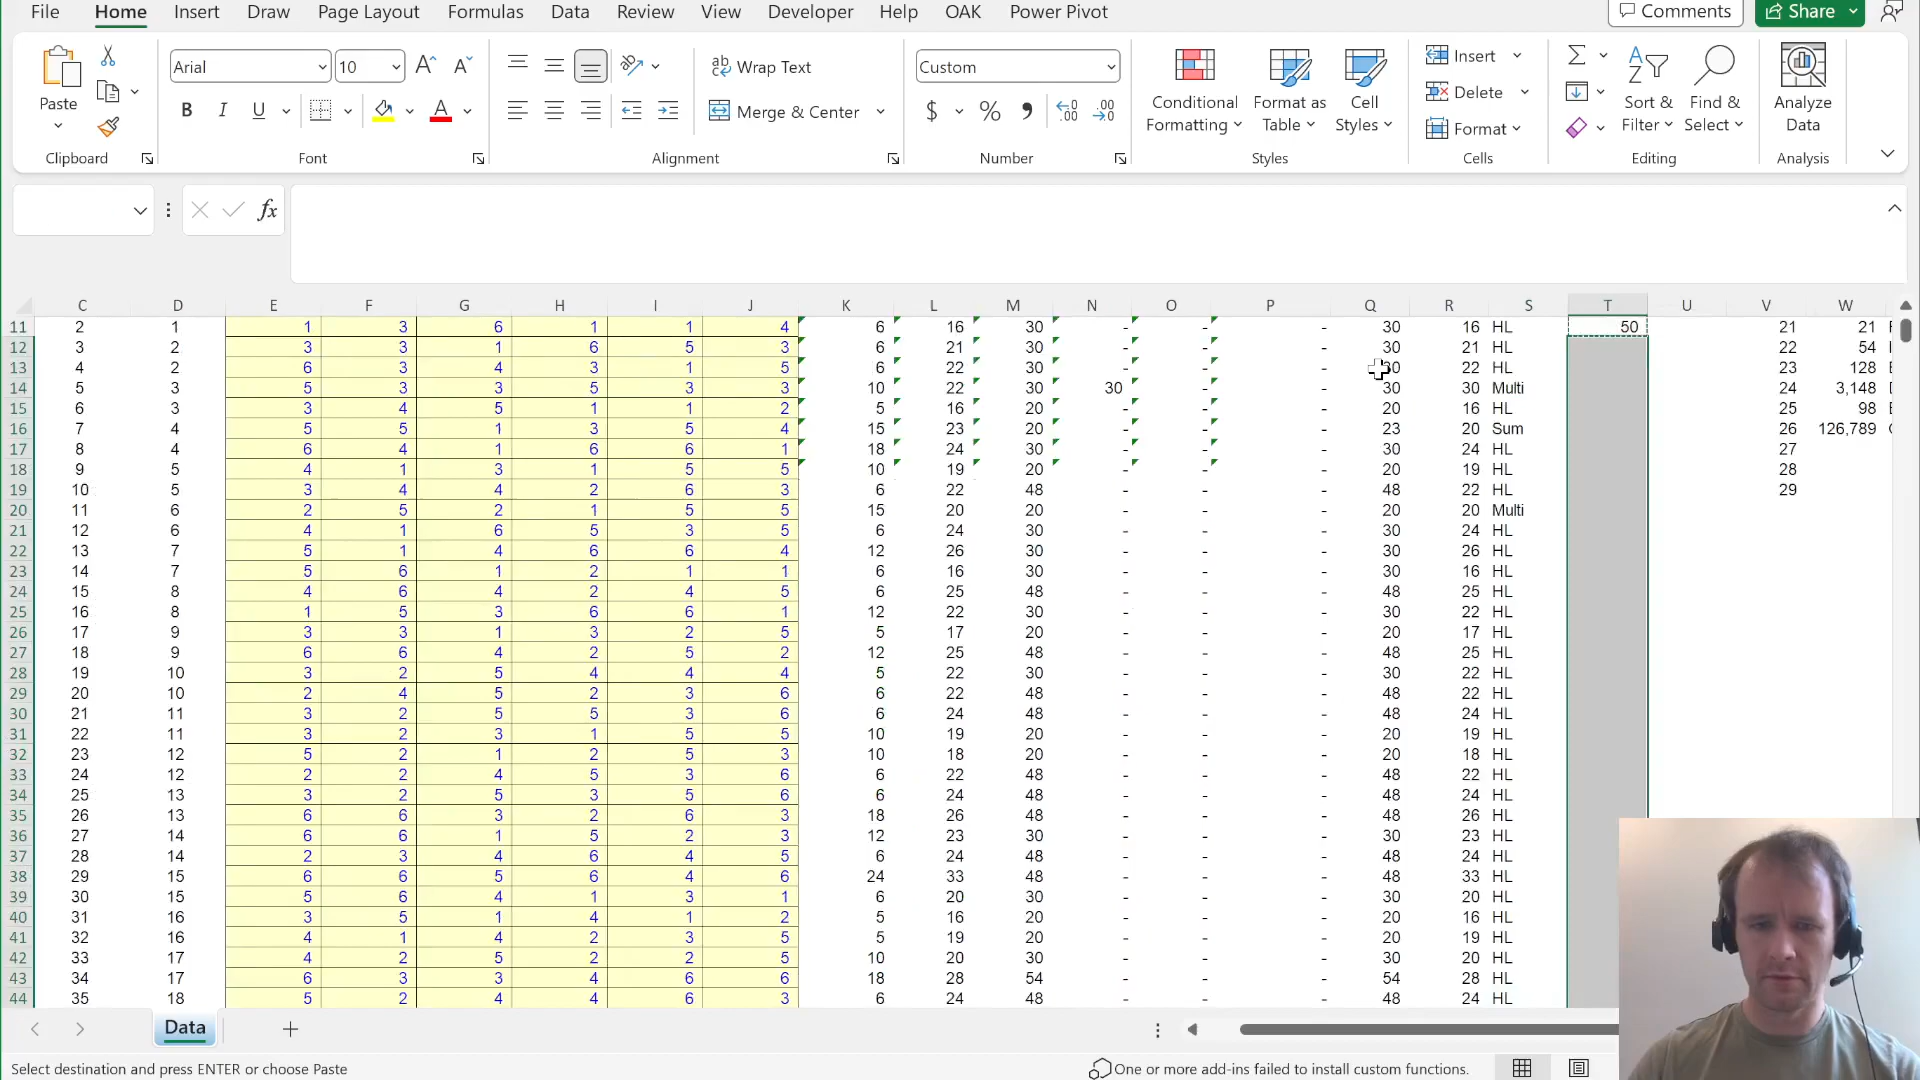 File Home Insert Draw Page Layout Formulas Data Review View Developer Help OAK Power Pivot Comments Share
Arial 10 Wrap Text Custom Insert
Paste B I U Merge & Center $ % Conditional Formatting Format as Table Cell Styles Delete Sort & Filter Find & Select Analyze Data
Format
Clipboard Font Alignment Number Styles Cells Editing Analysis
fx
C D E F G H I J K L M N O P Q R S T U V W
11 2 1 1 3 6 1 1 4 6 16 30 - - - 30 16 HL 50 21 21
12 3 2 3 3 1 6 5 3 6 21 30 - - - 30 21 HL 22 54
13 4 2 6 3 4 3 1 5 6 22 30 - - - 22 HL 23 128
14 5 3 5 3 3 5 3 3 10 22 30 30 - - 30 30 Multi 24 3,148
15 6 3 3 4 5 1 1 2 5 16 20 - - - 20 16 HL 25 98
16 7 4 5 5 1 3 5 4 15 23 20 - - - 23 20 Sum 26 126,789
17 8 4 6 4 1 6 6 1 18 24 30 - - - 30 24 HL 27
18 9 5 4 1 3 1 5 5 10 19 20 - - - 20 19 HL 28
19 10 5 3 4 4 2 6 3 6 22 48 - - - 48 22 HL 29
20 11 6 2 5 2 1 5 5 15 20 20 - - - 20 20 Multi
21 12 6 4 1 6 5 3 5 6 24 30 - - - 30 24 HL
22 13 7 5 1 4 6 6 4 12 26 30 - - - 30 26 HL
23 14 7 5 6 1 2 1 1 6 16 30 - - - 30 16 HL
24 15 8 4 6 4 2 4 5 6 25 48 - - - 48 25 HL
25 16 8 1 5 3 6 6 1 12 22 30 - - - 30 22 HL
26 17 9 3 3 1 3 2 5 5 17 20 - - - 20 17 HL
27 18 9 6 6 4 2 5 2 12 25 48 - - - 48 25 HL
28 19 10 3 2 5 4 4 4 5 22 30 - - - 30 22 HL
29 20 10 2 4 5 2 3 6 6 22 48 - - - 48 22 HL
30 21 11 3 2 5 5 3 6 6 24 48 - - - 48 24 HL
31 22 11 3 2 3 1 5 5 10 19 20 - - - 20 19 HL
32 23 12 5 2 1 2 5 3 10 18 20 - - - 20 18 HL
33 24 12 2 2 4 5 3 6 6 22 48 - - - 48 22 HL
34 25 13 3 2 5 3 5 6 6 24 48 - - - 48 24 HL
35 26 13 6 6 3 2 6 3 18 26 48 - - - 48 26 HL
36 27 14 6 6 1 5 2 3 12 23 30 - - - 30 23 HL
37 28 14 2 3 4 6 4 5 6 24 48 - - - 48 24 HL
38 29 15 6 6 5 6 4 6 24 33 48 - - - 48 33 HL
39 30 15 5 6 4 1 3 1 6 20 30 - - - 30 20 HL
40 31 16 3 5 1 4 1 2 5 16 20 - - - 20 16 HL
41 32 16 4 1 4 2 3 5 5 19 20 - - - 20 19 HL
42 33 17 4 2 5 2 2 5 10 20 30 - - - 30 20 HL
43 34 17 6 3 3 4 6 6 18 28 54 - - - 54 28 HL
44 35 18 5 2 4 4 6 3 6 24 48 - - - 48 24 HL
Data
Select destination and press ENTER or choose Paste One or more add-ins failed to install custom functions.